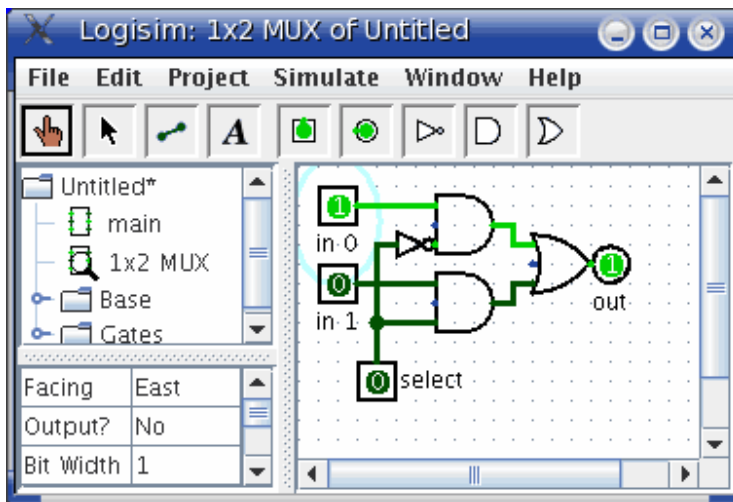 Logisim: 1x2 MUX of Untitled
File Edit Project Simulate Window Help
A
Untitled*
main
1x2 MUX
Base
Gates
Facing East
Output? No
Bit Width 1
1
in 0
0
in 1
0 select
1
out